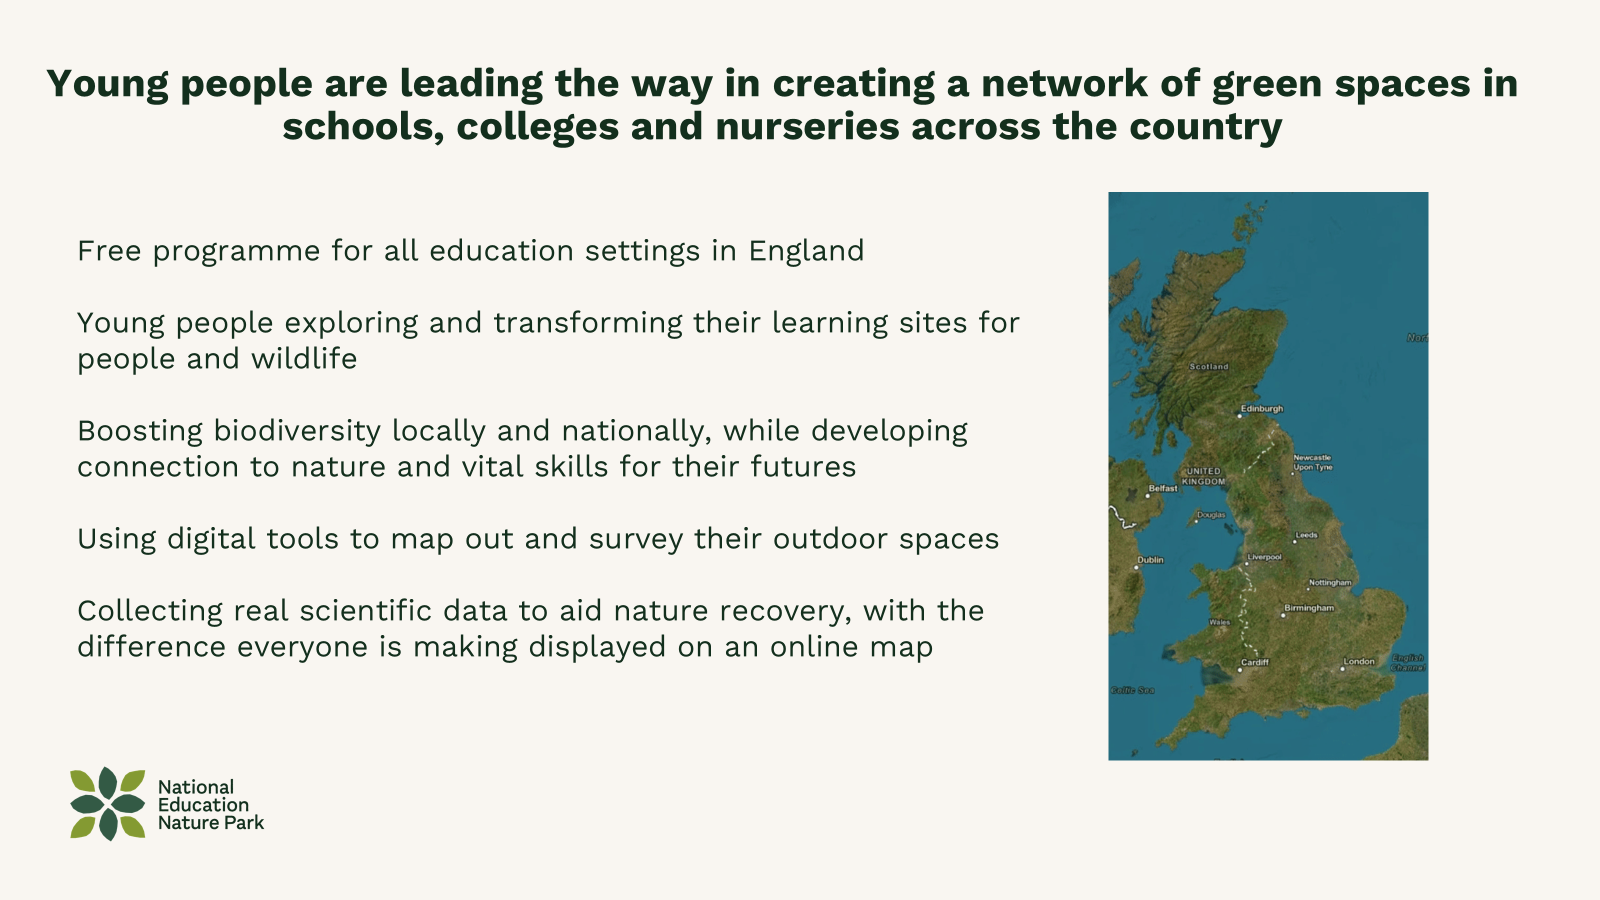 Young people are leading the way in creating a network of green spaces in
schools, colleges and nurseries across the country
Free programme for all education settings in England
Young people exploring and transforming their learning sites for
people and wildlife
Boosting biodiversity locally and nationally, while developing
connection to nature and vital skills for their futures
Using digital tools to map out and survey their outdoor spaces
Collecting real scientific data to aid nature recovery, with the
difference everyone is making displayed on an online map
Nort
Scotland
Edinburgh
Newcastle
Upon Tyne
UNITED
KINGDOM
Belfast
Douglas
Leeds
Liverpool
Dublin
Nottingham
Birmingham
Wales
Cardiff
London
English
Channel
Celtic Sea
National
Education
Nature Park